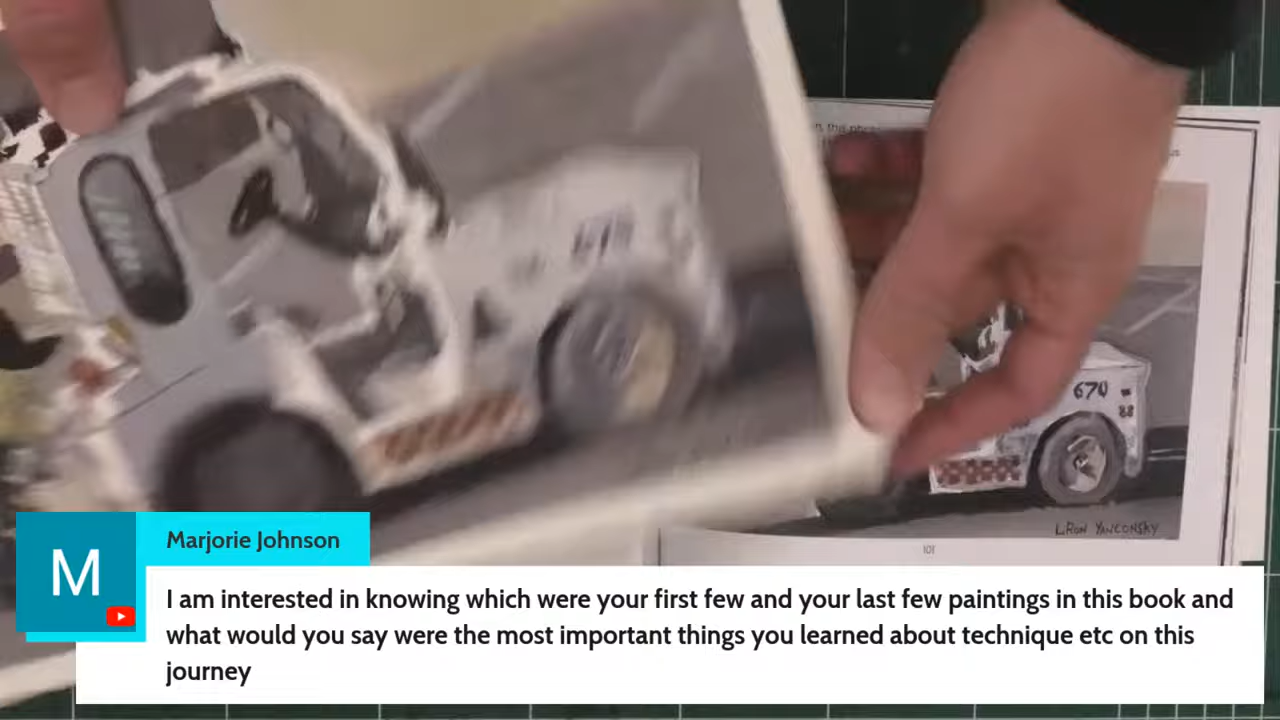 670
88
L.RON YANCONSKY
101
M
Marjorie Johnson
I am interested in knowing which were your first few and your last few paintings in this book and
what would you say were the most important things you learned about technique etc on this
journey